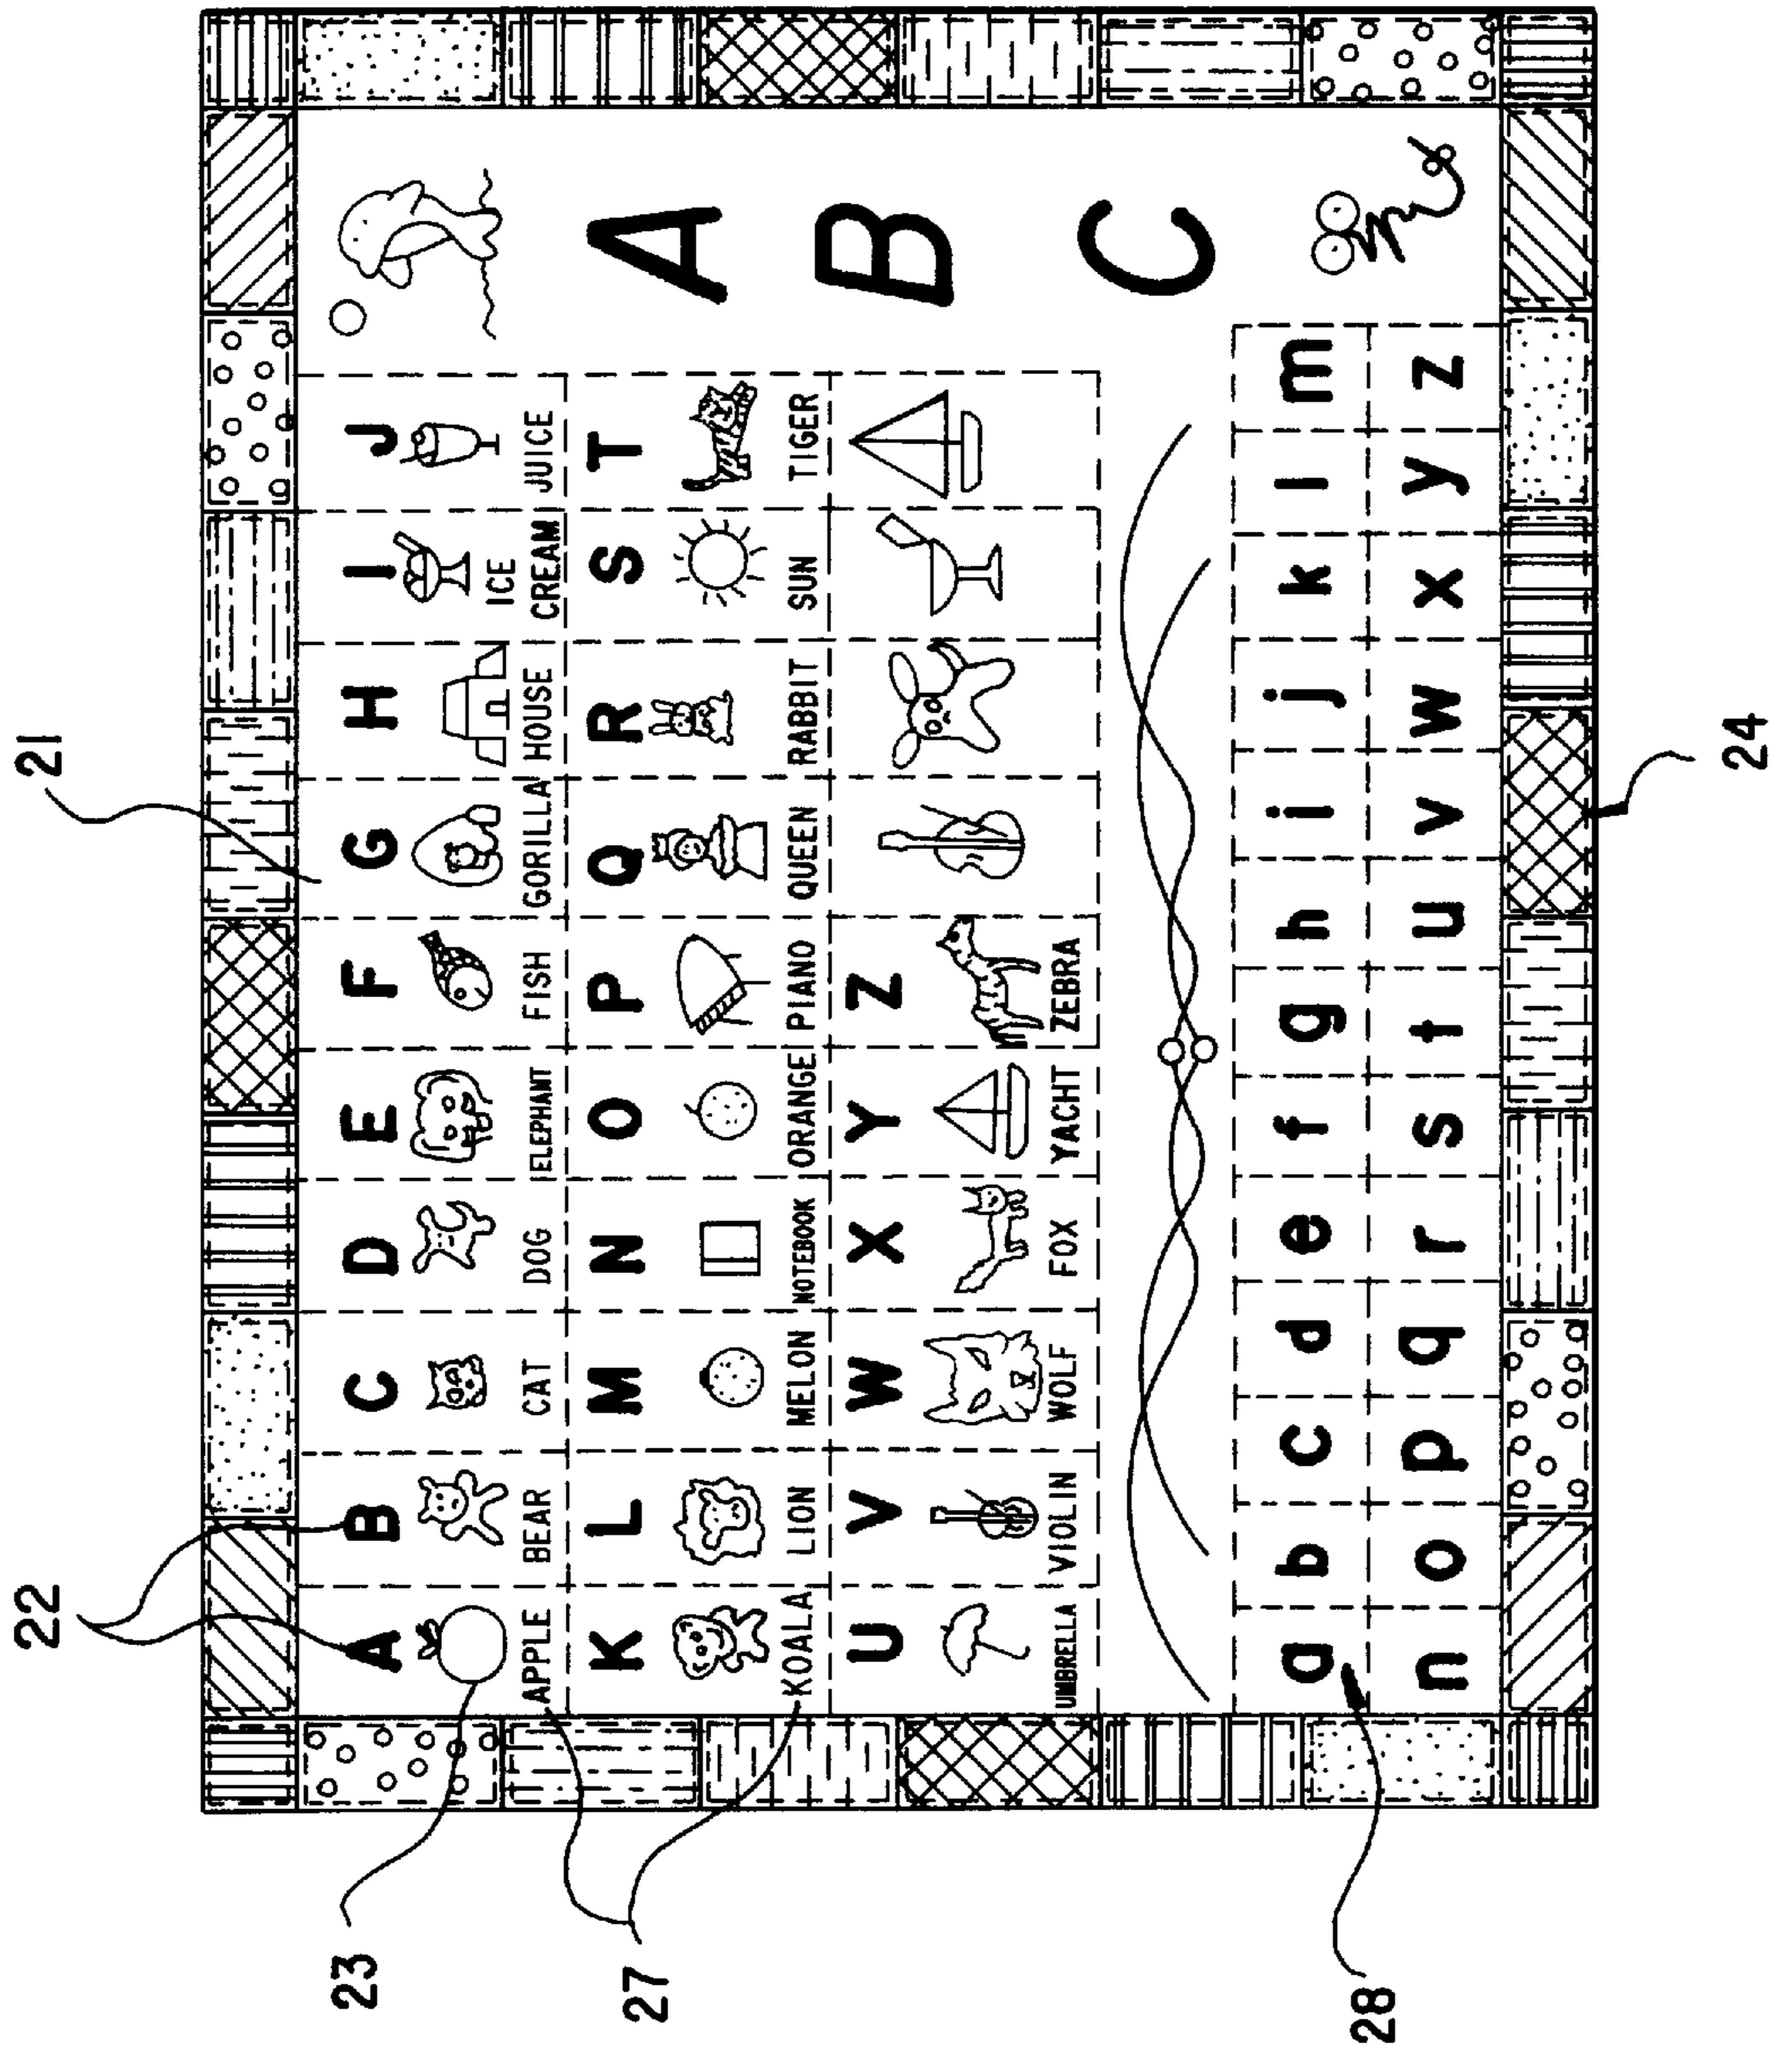 21
22
23
27
28
24
A B C D E F G H I J
APPLE BEAR CAT DOG ELEPHANT FISH GORILLA HOUSE ICE CREAM JUICE
K L M N O P Q R S T
KOALA LION MELON NOTEBOOK ORANGE PIANO QUEEN RABBIT SUN TIGER
U V W X Y Z
UMBRELLA VIOLIN WOLF FOX YACHT ZEBRA
A
B
C
a b c d e f g h i j k l m
n o p q r s t u v w x y z